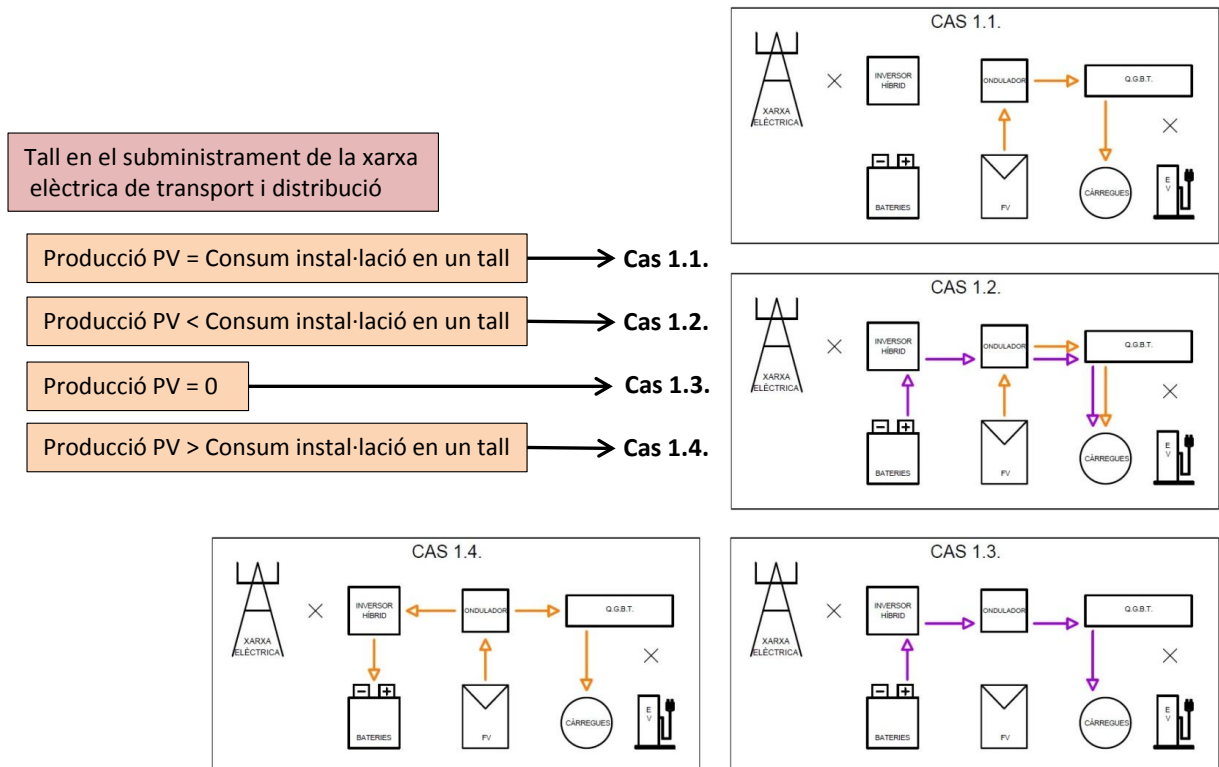 CAS 1.1.
XARXA
ELÈCTRICA
INVERSOR
HÍBRID
ONDULADOR
Q.G.B.T.
BATERIES
FV
CÀRREGUES
E
V
Tall en el subministrament de la xarxa
elèctrica de transport i distribució
Producció PV = Consum instal·lació en un tall
Cas 1.1.
Producció PV < Consum instal·lació en un tall
Cas 1.2.
Producció PV = 0
Cas 1.3.
Producció PV > Consum instal·lació en un tall
Cas 1.4.
CAS 1.2.
XARXA
ELÈCTRICA
INVERSOR
HÍBRID
ONDULADOR
Q.G.B.T.
BATERIES
FV
CÀRREGUES
E
V
CAS 1.4.
XARXA
ELÈCTRICA
INVERSOR
HÍBRID
ONDULADOR
Q.G.B.T.
BATERIES
FV
CÀRREGUES
E
V
CAS 1.3.
XARXA
ELÈCTRICA
INVERSOR
HÍBRID
ONDULADOR
Q.G.B.T.
BATERIES
FV
CÀRREGUES
E
V